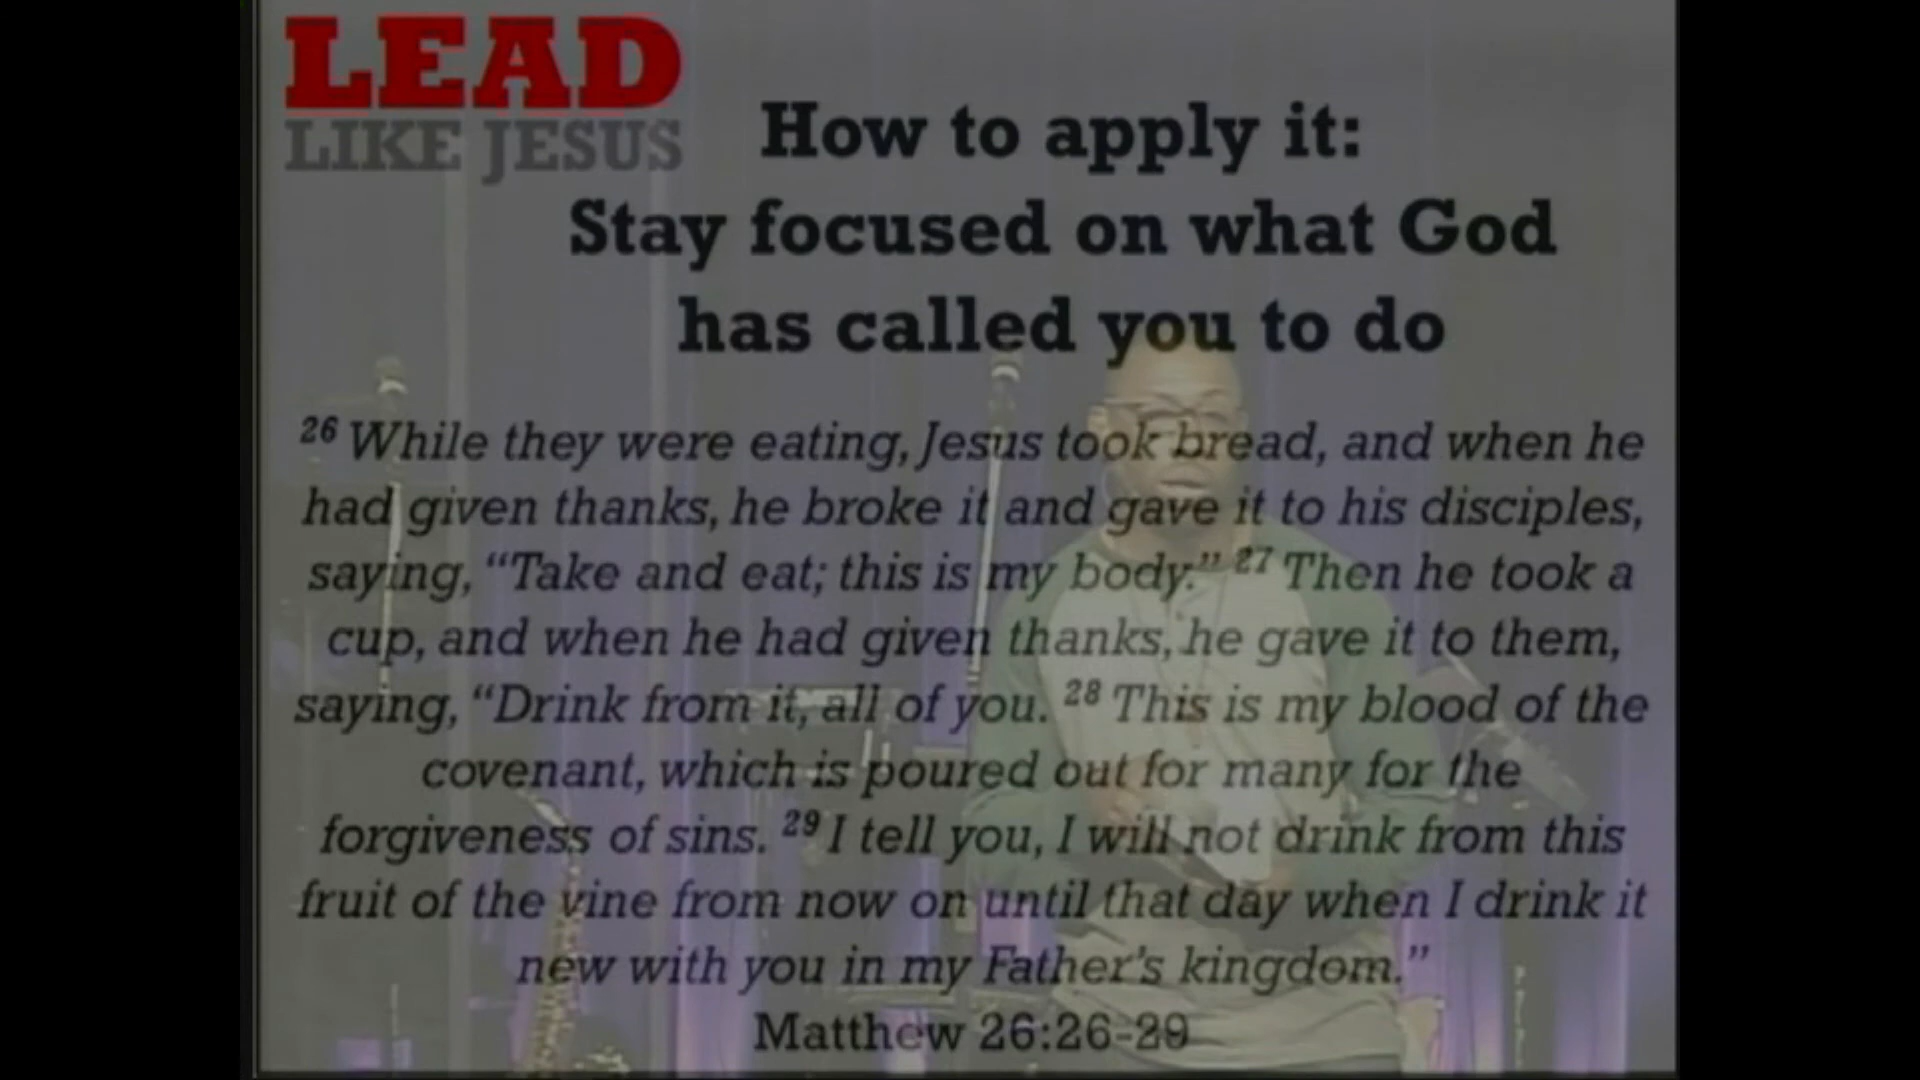 LEAD
LIKE JESUS
How to apply it:
Stay focused on what God
has called you to do
26 While they were eating, Jesus took bread, and when he
had given thanks, he broke it and gave it to his disciples,
saying, “Take and eat; this is my body.” 27 Then he took a
cup, and when he had given thanks, he gave it to them,
saying, “Drink from it, all of you. 28 This is my blood of the
covenant, which is poured out for many for the
forgiveness of sins. 29 I tell you, I will not drink from this
fruit of the vine from now on until that day when I drink it
new with you in my Father’s kingdom.”
Matthew 26:26-29